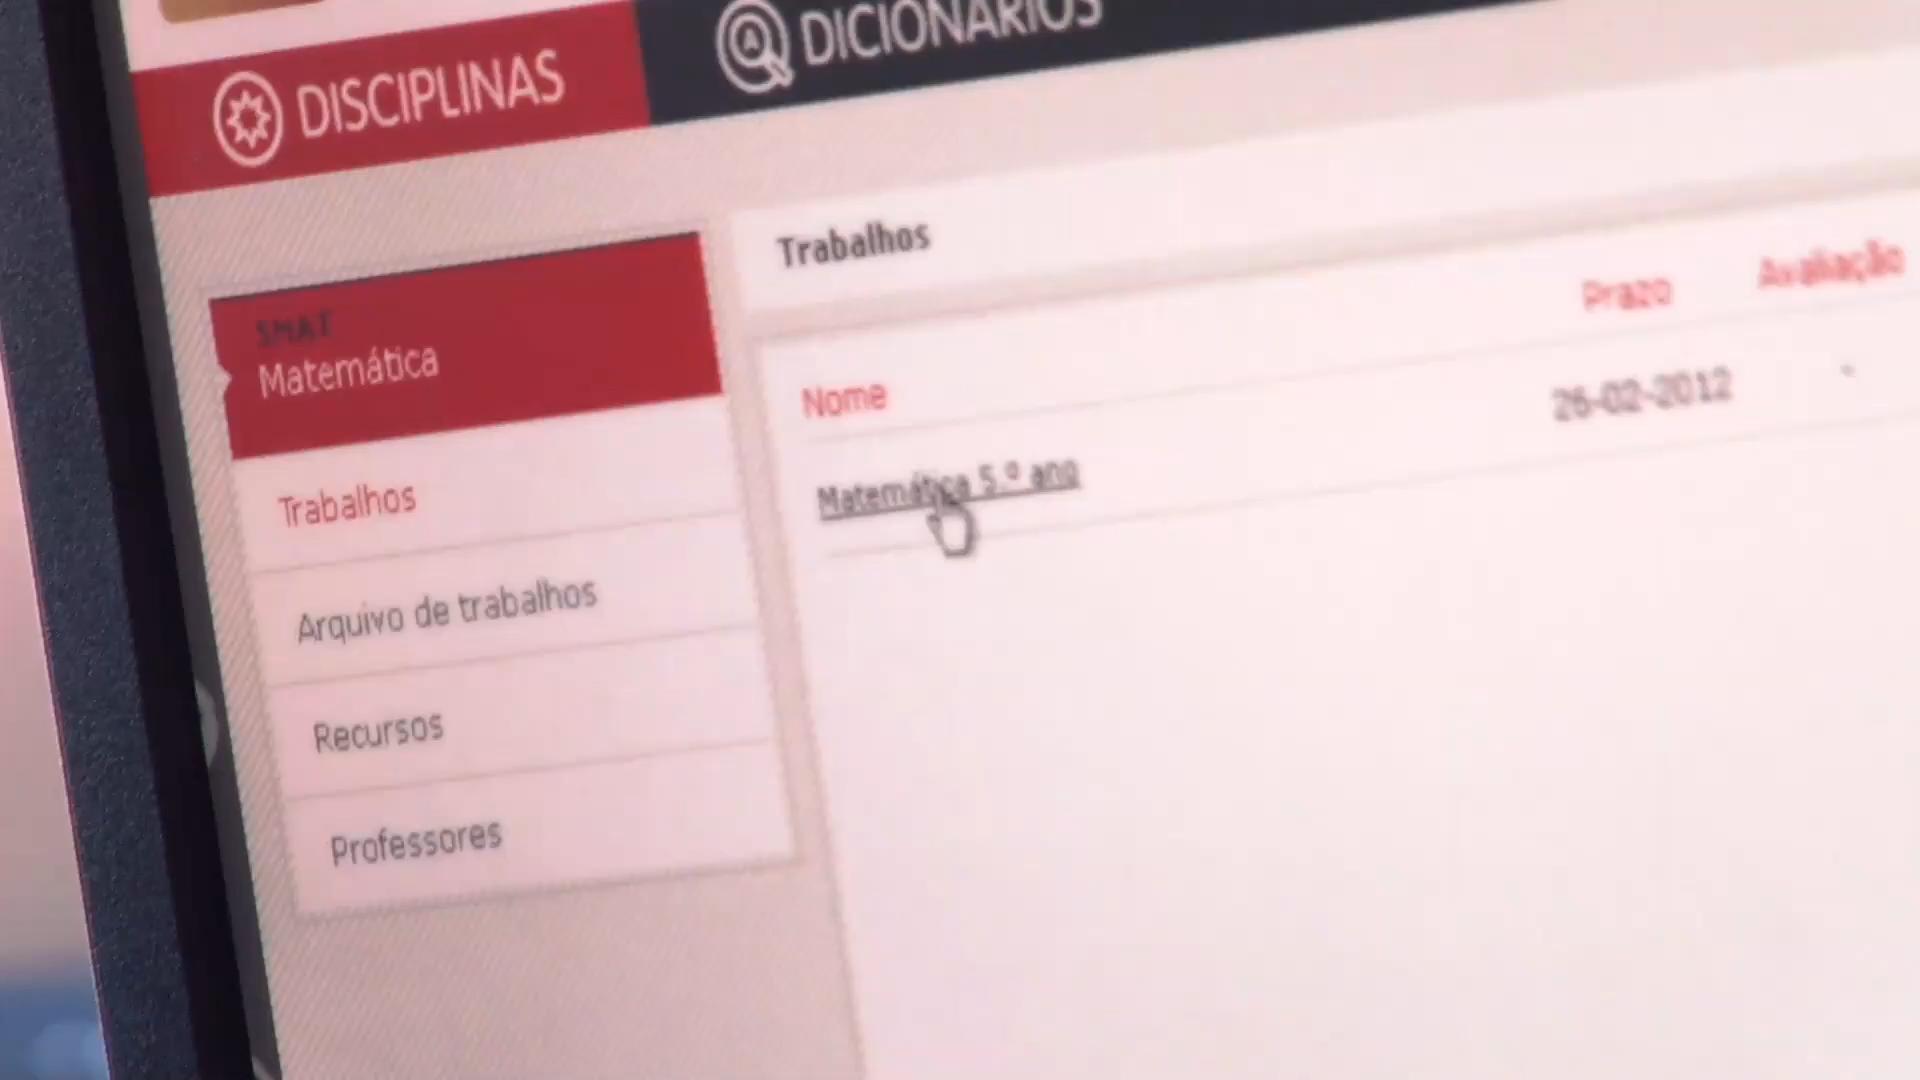 DISCIPLINAS
DICIONÁRIOS
5MAT
Matemática
Trabalhos
Arquivo de trabalhos
Recursos
Professores
Trabalhos
Nome
Prazo
Avaliação
Matemática 5.º ano
26-02-2012
-